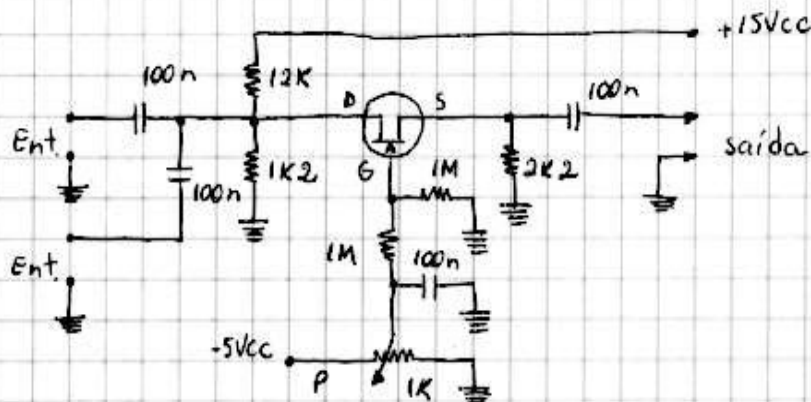 +15Vcc
100n
12K
D
S
100n
Ent.
1K2
G
1M
2K2
saída
100n
1M
100n
Ent.
-5Vcc
P
1K